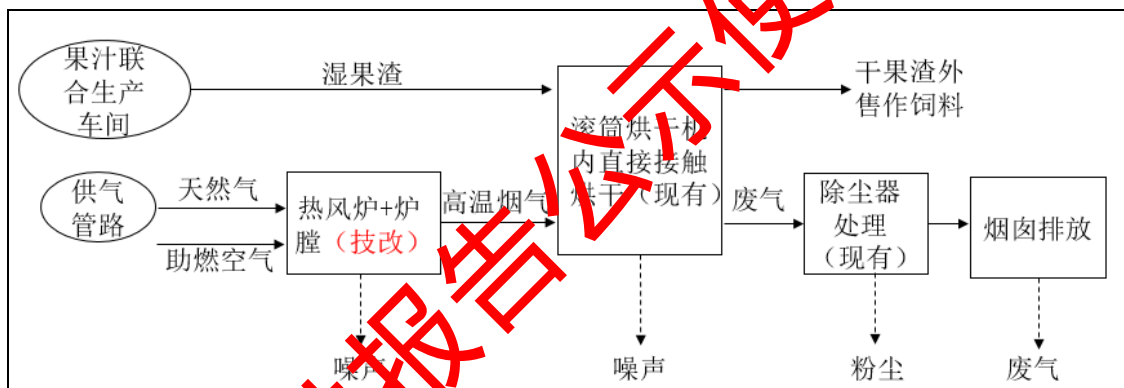 果汁联
合生产
车间
湿果渣
滚筒烘干机
内直接接触
烘干（现有）
干果渣外
售作饲料
供气
管路
天然气
助燃空气
热风炉+炉
膛（技改）
高温烟气
废气
除尘器
处理
（现有）
烟囱排放
噪声
噪声
粉尘
废气
报告公示使